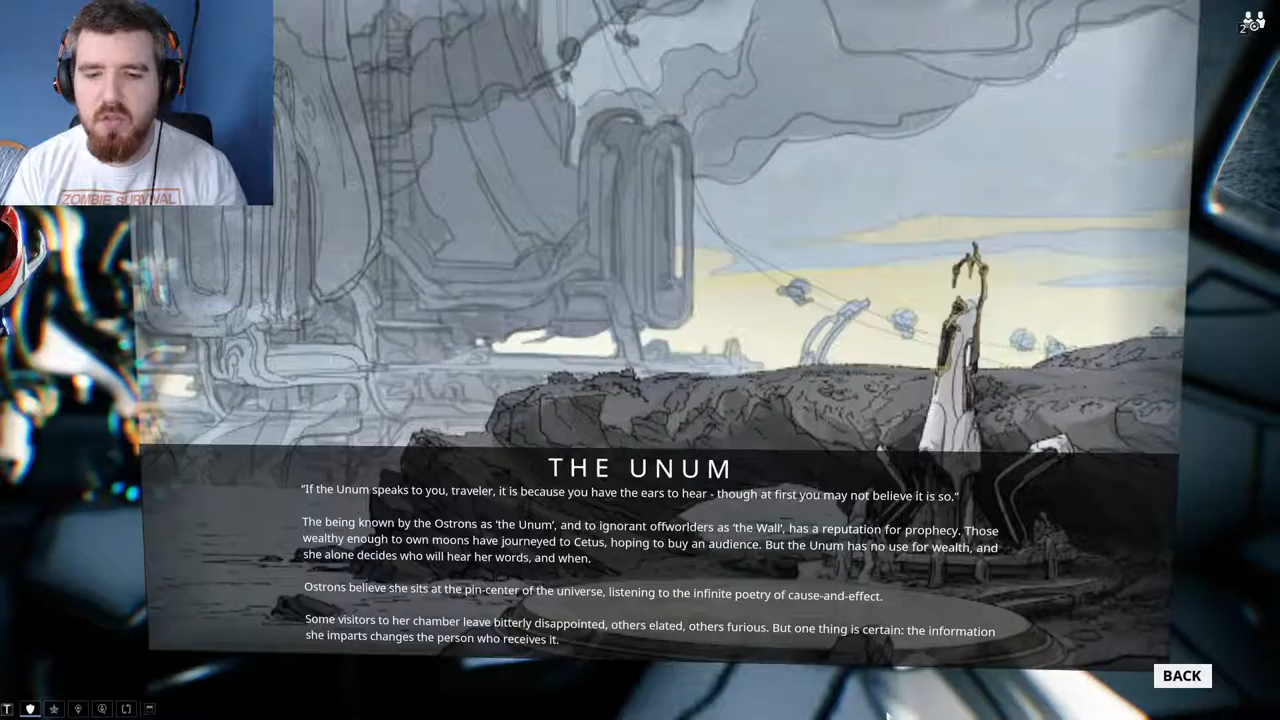 2
ZOMBIE SURVIVAL
THE UNUM
“If the Unum speaks to you, traveler, it is because you have the ears to hear - though at first you may not believe it is so.”
The being known by the Ostrons as ‘the Unum’, and to ignorant offworlders as ‘the Wall’, has a reputation for prophecy. Those
wealthy enough to own moons have journeyed to Cetus, hoping to buy an audience. But the Unum has no use for wealth, and
she alone decides who will hear her words, and when.
Ostrons believe she sits at the pin-center of the universe, listening to the infinite poetry of cause-and-effect.
Some visitors to her chamber leave bitterly disappointed, others elated, others furious. But one thing is certain: the information
she imparts changes the person who receives it.
BACK
T